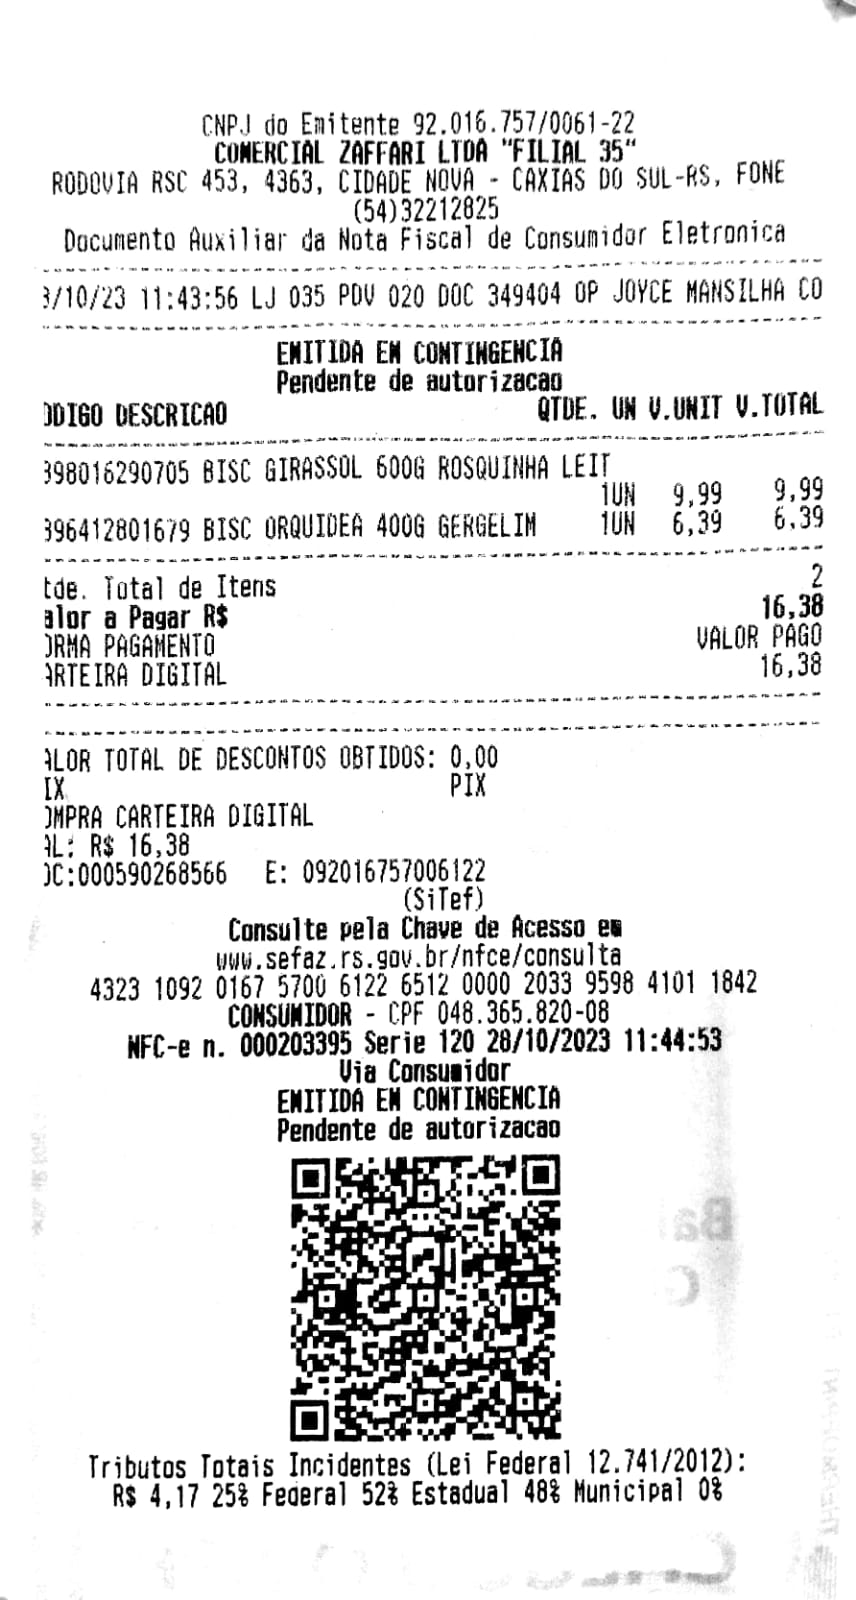 CNPJ do Emitente 92.016.757/0061-22
COMERCIAL ZAFFARI LTDA "FILIAL 35"
RODOVIA RSC 453, 4363, CIDADE NOVA - CAXIAS DO SUL-RS, FONE
(54)32212825
Documento Auxiliar da Nota Fiscal de Consumidor Eletronica
3/10/23 11:43:56 LJ 035 PDV 020 DOC 349404 OP JOYCE MANSILHA CO
EMITIDA EM CONTINGENCIA
Pendente de autorizacao
ODIGO DESCRICAO QTDE. UN V.UNIT V.TOTAL
398016290705 BISC GIRASSOL 600G ROSQUINHA LEIT
1UN 9,99 9,99
396412801679 BISC ORQUIDEA 400G GERGELIM 1UN 6,39 6,39
tde. Total de Itens 2
alor a Pagar R$ 16,38
ORMA PAGAMENTO VALOR PAGO
ARTEIRA DIGITAL 16,38
ALOR TOTAL DE DESCONTOS OBTIDOS: 0,00
IX PIX
OMPRA CARTEIRA DIGITAL
AL: R$ 16,38
OC:000590268566 E: 092016757006122
(SiTef)
Consulte pela Chave de Acesso em
www.sefaz.rs.gov.br/nfce/consulta
4323 1092 0167 5700 6122 6512 0000 2033 9598 4101 1842
CONSUMIDOR - CPF 048.365.820-08
NFC-e n. 000203395 Serie 120 28/10/2023 11:44:53
Via Consumidor
EMITIDA EM CONTINGENCIA
Pendente de autorizacao
Tributos Totais Incidentes (Lei Federal 12.741/2012):
R$ 4,17 25% Federal 52% Estadual 48% Municipal 0%